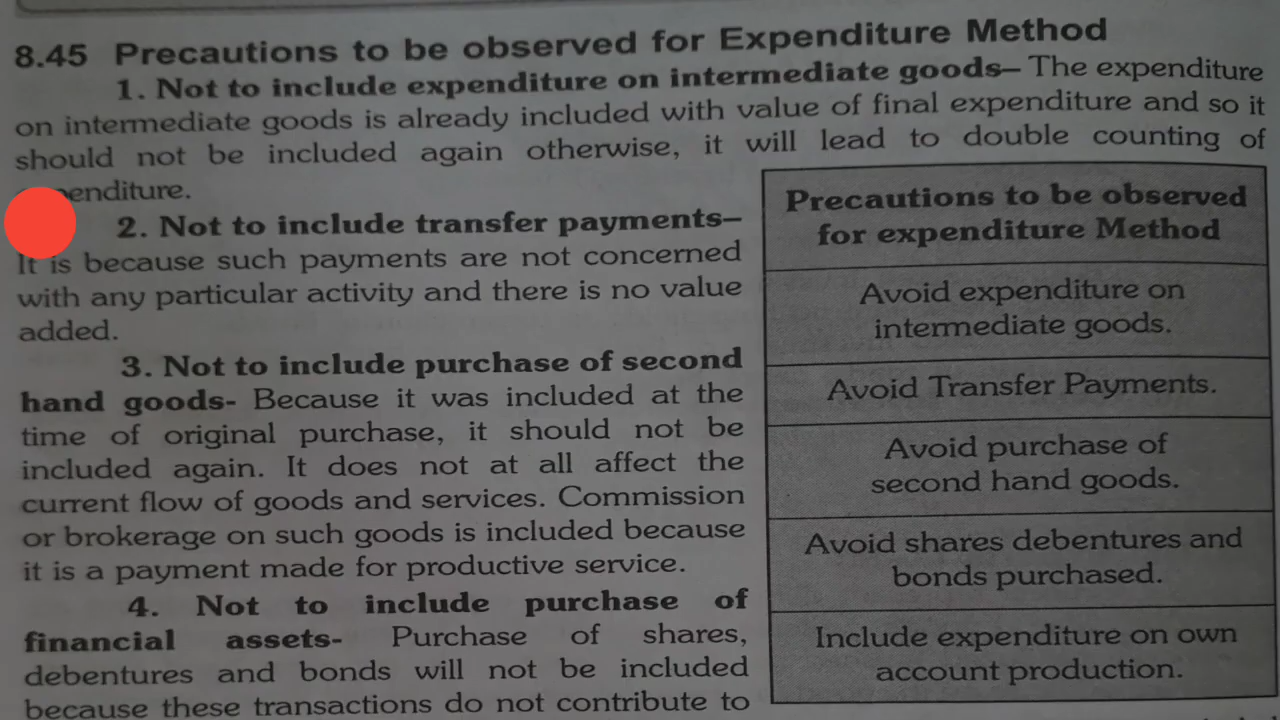 8.45 Precautions to be observed for Expenditure Method
1. Not to include expenditure on intermediate goods– The expenditure
on intermediate goods is already included with value of final expenditure and so it
should not be included again otherwise, it will lead to double counting of
2. Not to include transfer payments–
It is because such payments are not concerned
with any particular activity and there is no value
added.
3. Not to include purchase of second
hand goods- Because it was included at the
time of original purchase, it should not be
included again. It does not at all affect the
current flow of goods and services. Commission
or brokerage on such goods is included because
it is a payment made for productive service.
4. Not to include purchase of
financial assets- Purchase of shares,
debentures and bonds will not be included
because these transactions do not contribute to
Precautions to be observed
for expenditure Method
Avoid expenditure on
intermediate goods.
Avoid Transfer Payments.
Avoid purchase of
second hand goods.
Avoid shares debentures and
bonds purchased.
Include expenditure on own
account production.